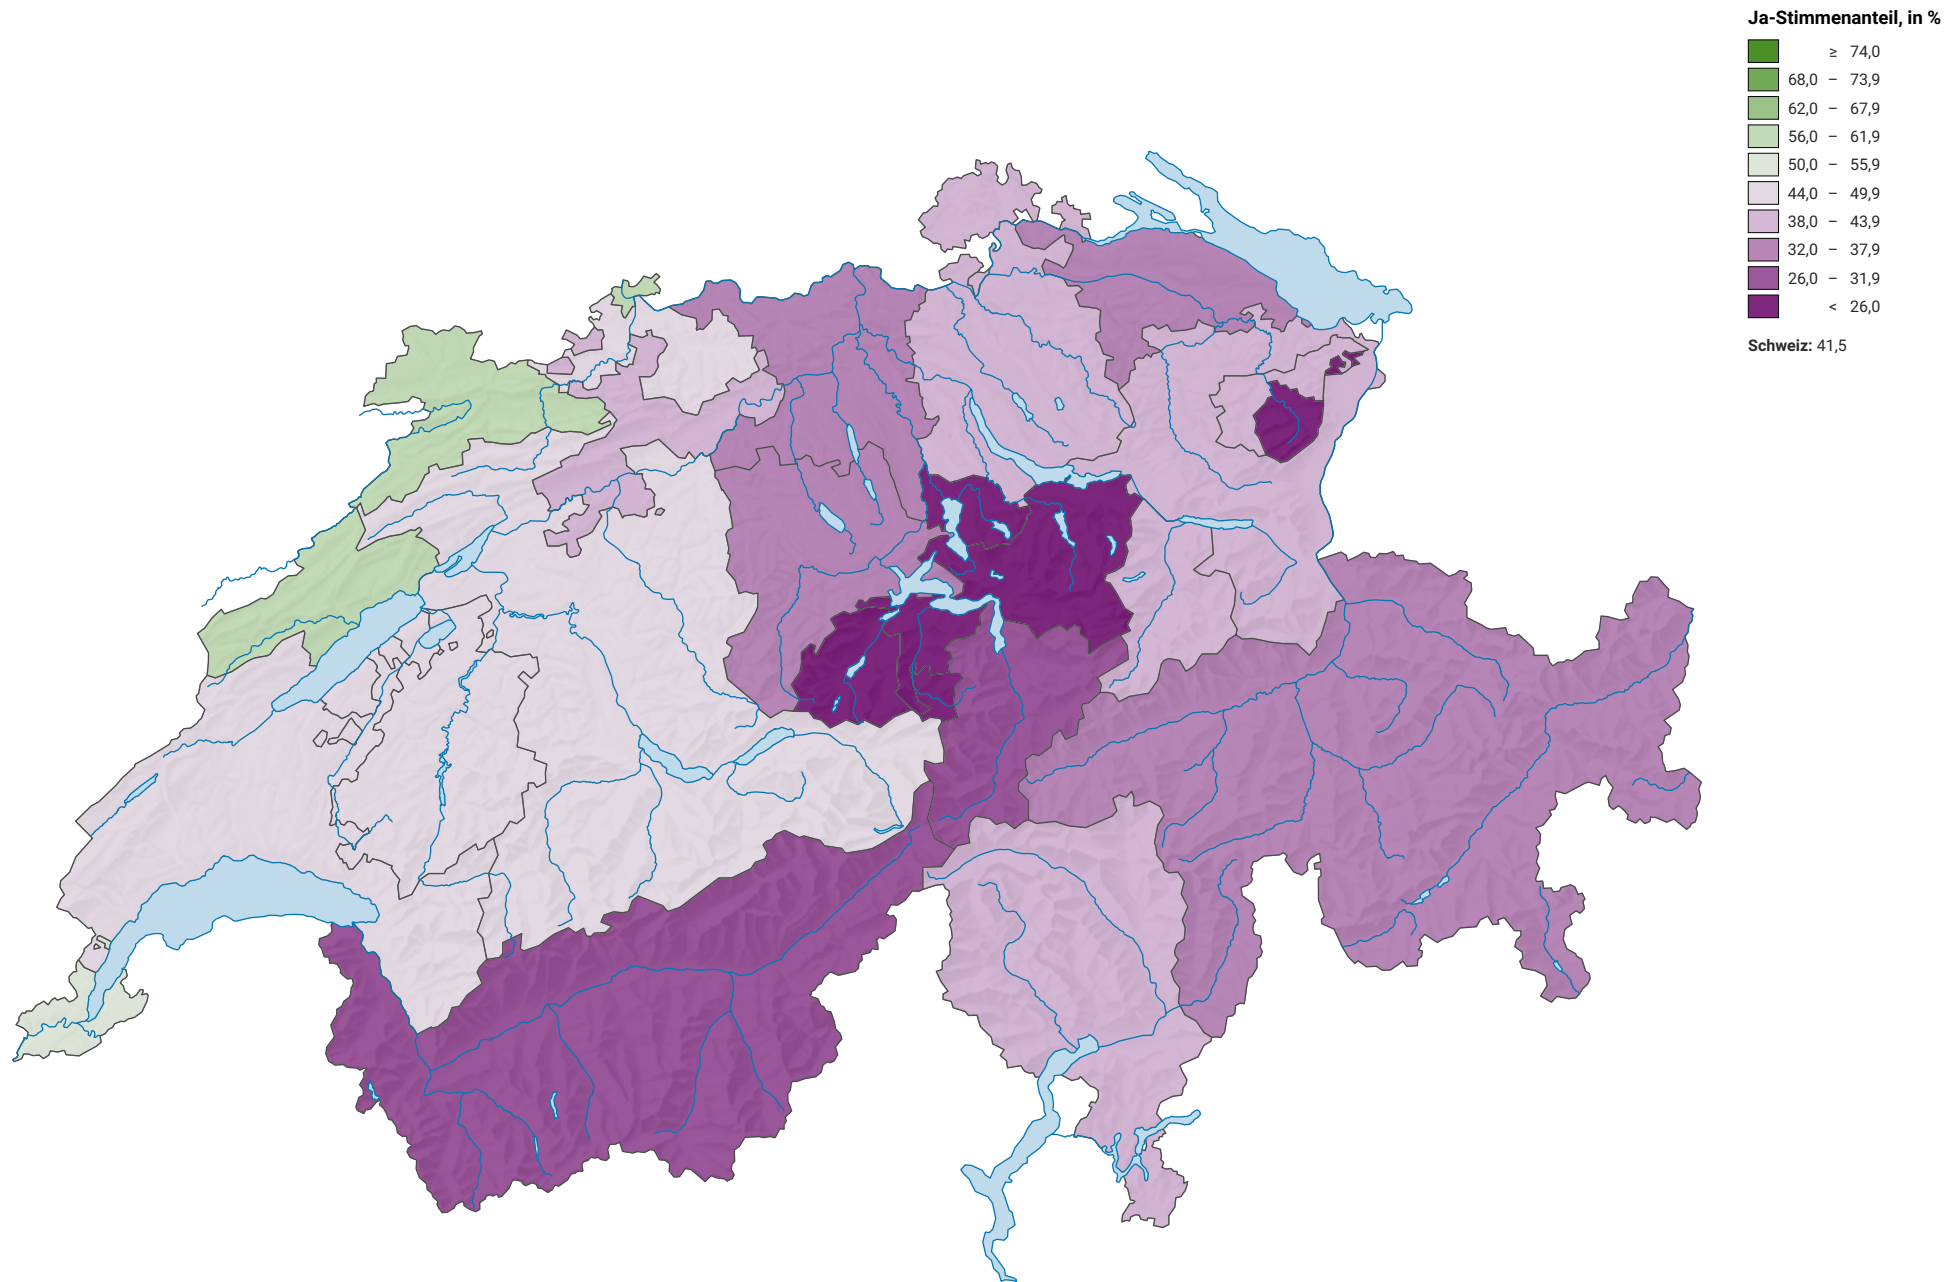 Ja-Stimmenanteil, in %
≥ 74,0
68,0 – 73,9
62,0 – 67,9
56,0 – 61,9
50,0 – 55,9
44,0 – 49,9
38,0 – 43,9
32,0 – 37,9
26,0 – 31,9
< 26,0
Schweiz: 41,5